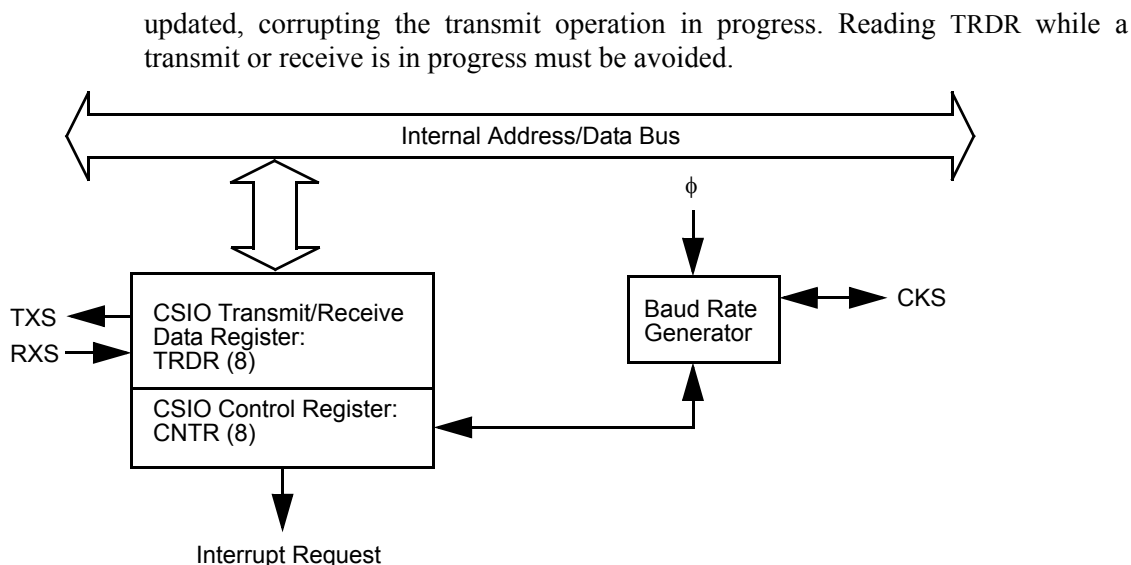 updated, corrupting the transmit operation in progress. Reading TRDR while a
transmit or receive is in progress must be avoided.
Internal Address/Data Bus
ϕ
TXS
RXS
CSIO Transmit/Receive
Data Register:
TRDR (8)
Baud Rate
Generator
CKS
CSIO Control Register:
CNTR (8)
Interrupt Request